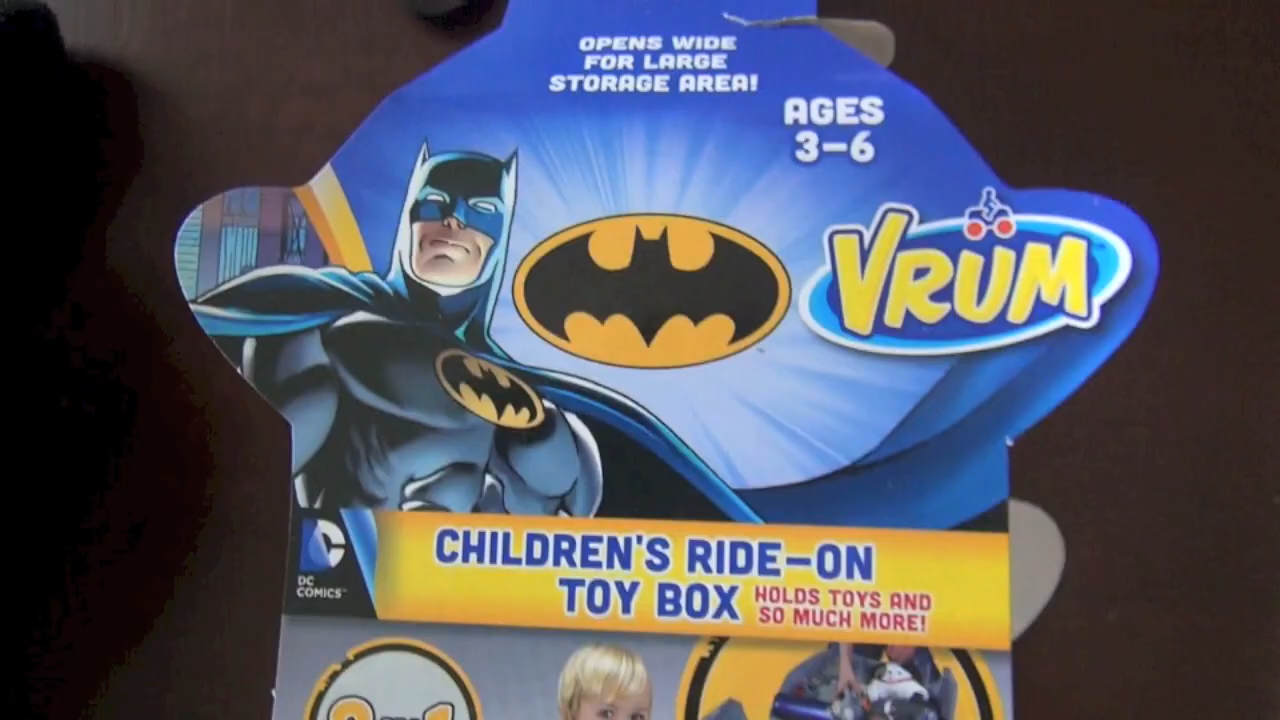 OPENS WIDE
FOR LARGE
STORAGE AREA!
AGES
3-6
VRUM
DC
COMICS™
CHILDREN'S RIDE-ON
TOY BOX
HOLDS TOYS AND
SO MUCH MORE!